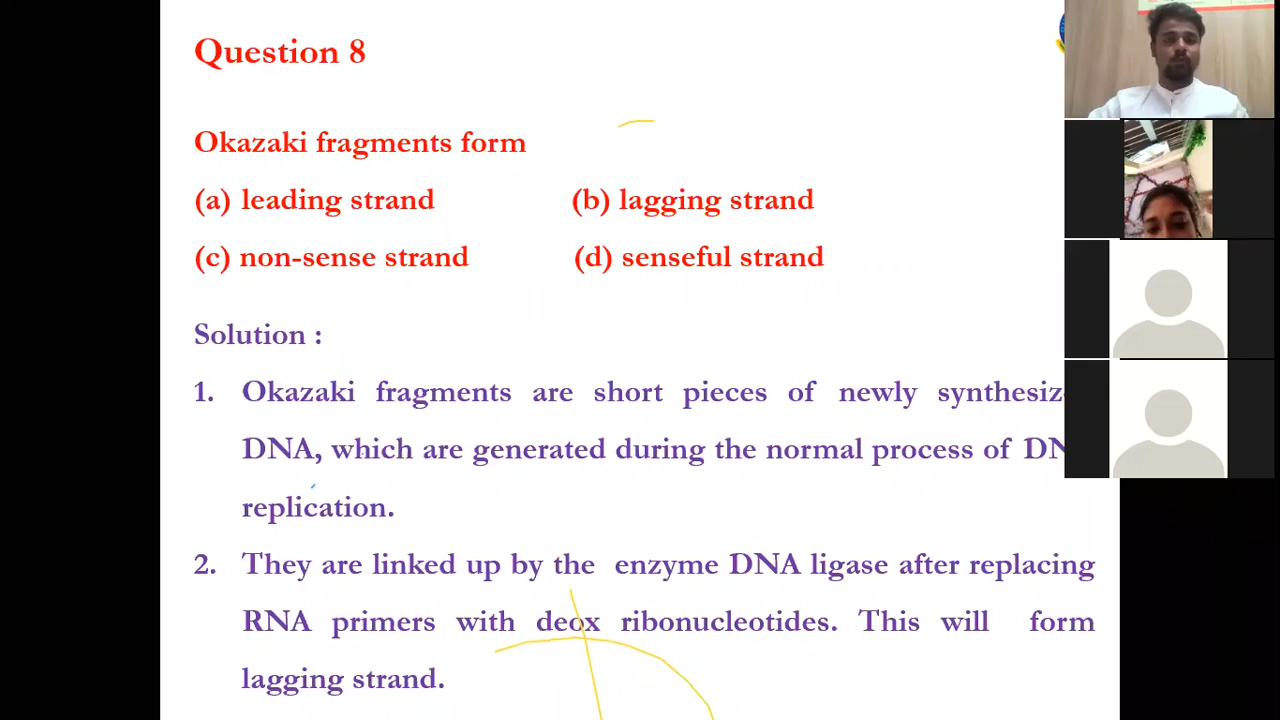 Question 8
Okazaki fragments form
(a) leading strand (b) lagging strand
(c) non-sense strand (d) senseful strand
Solution :
1. Okazaki fragments are short pieces of newly
DNA, which are generated during the normal process of
replication.
2. They are linked up by the enzyme DNA ligase after replacing
RNA primers with deox ribonucleotides. This will form
lagging strand.